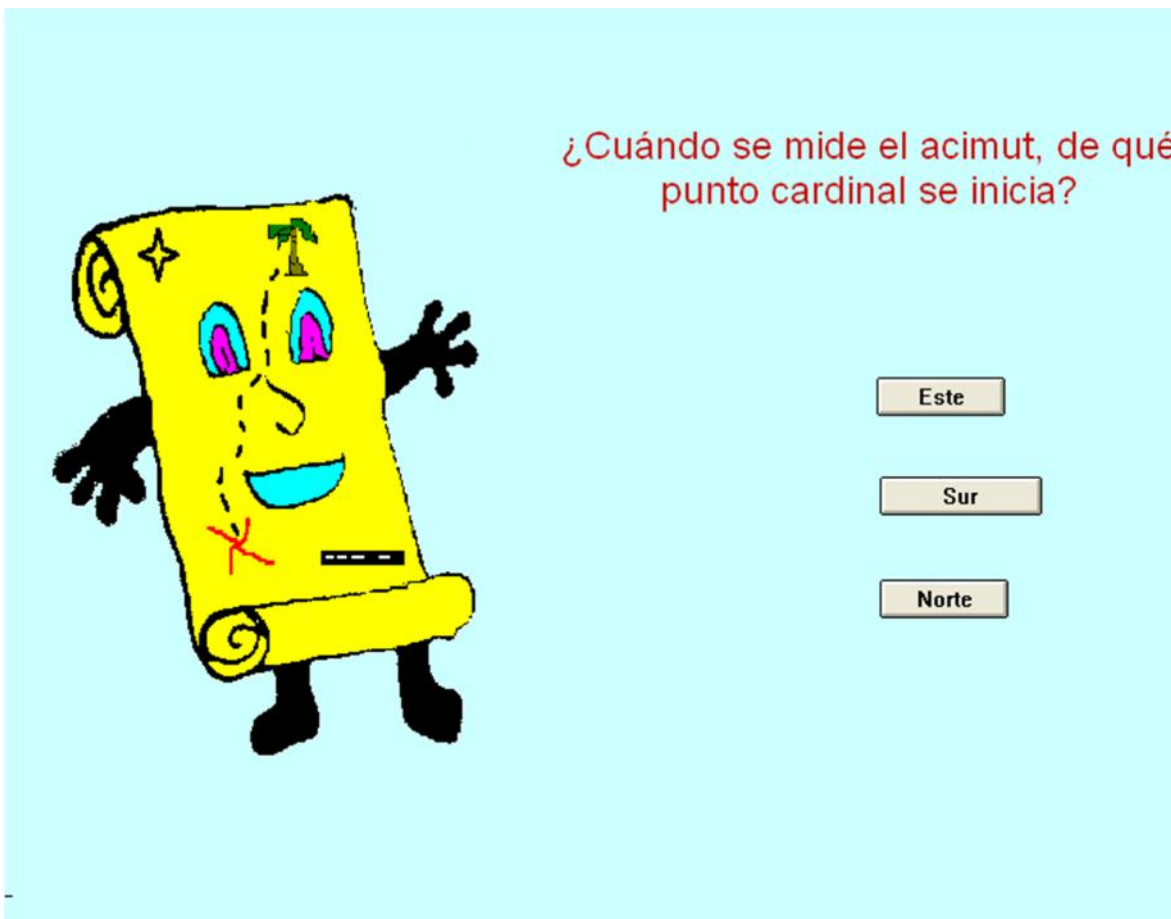 ¿Cuándo se mide el acimut, de qué
punto cardinal se inicia?
Este
Sur
Norte